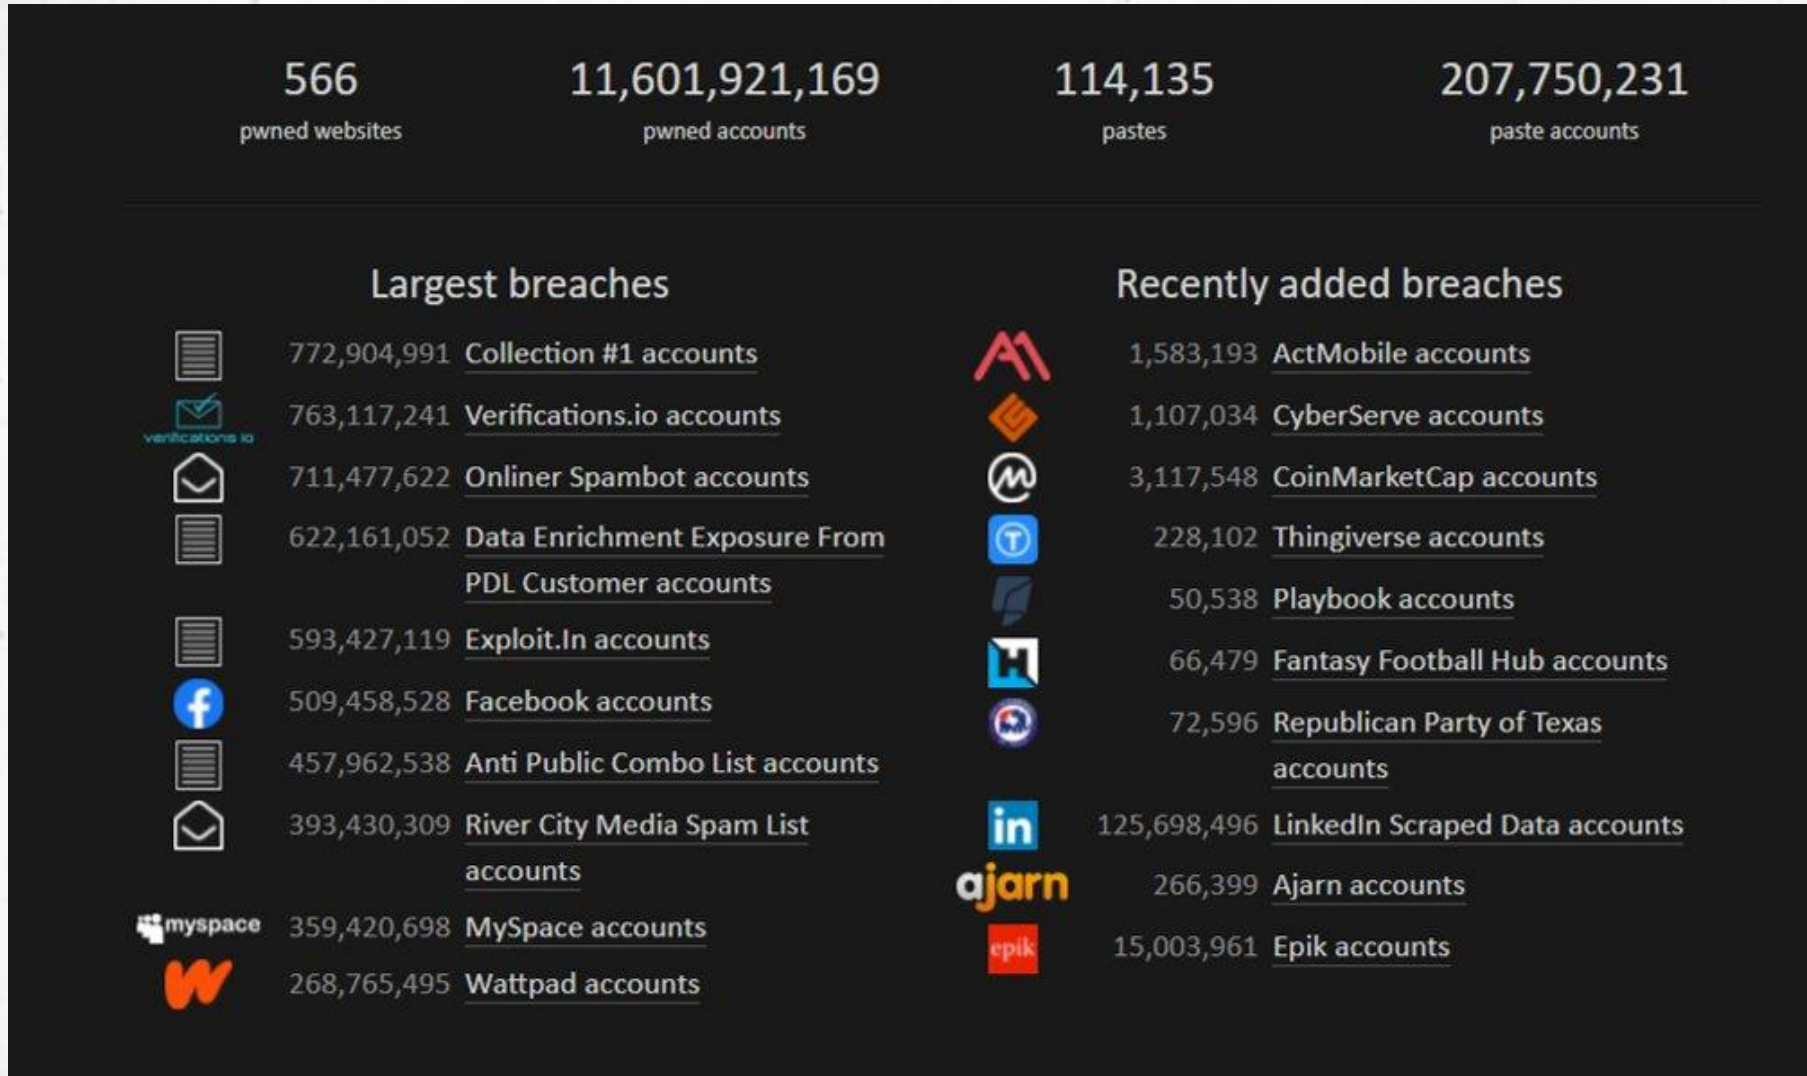 566
pwned websites
11,601,921,169
pwned accounts
114,135
pastes
207,750,231
paste accounts
Largest breaches
772,904,991 Collection #1 accounts
verifications io
763,117,241 Verifications.io accounts
711,477,622 Onliner Spambot accounts
622,161,052 Data Enrichment Exposure From
PDL Customer accounts
593,427,119 Exploit.In accounts
509,458,528 Facebook accounts
457,962,538 Anti Public Combo List accounts
393,430,309 River City Media Spam List
accounts
myspace 359,420,698 MySpace accounts
268,765,495 Wattpad accounts
Recently added breaches
1,583,193 ActMobile accounts
1,107,034 CyberServe accounts
3,117,548 CoinMarketCap accounts
228,102 Thingiverse accounts
50,538 Playbook accounts
66,479 Fantasy Football Hub accounts
72,596 Republican Party of Texas
accounts
in 125,698,496 LinkedIn Scraped Data accounts
ajarn 266,399 Ajarn accounts
epik 15,003,961 Epik accounts